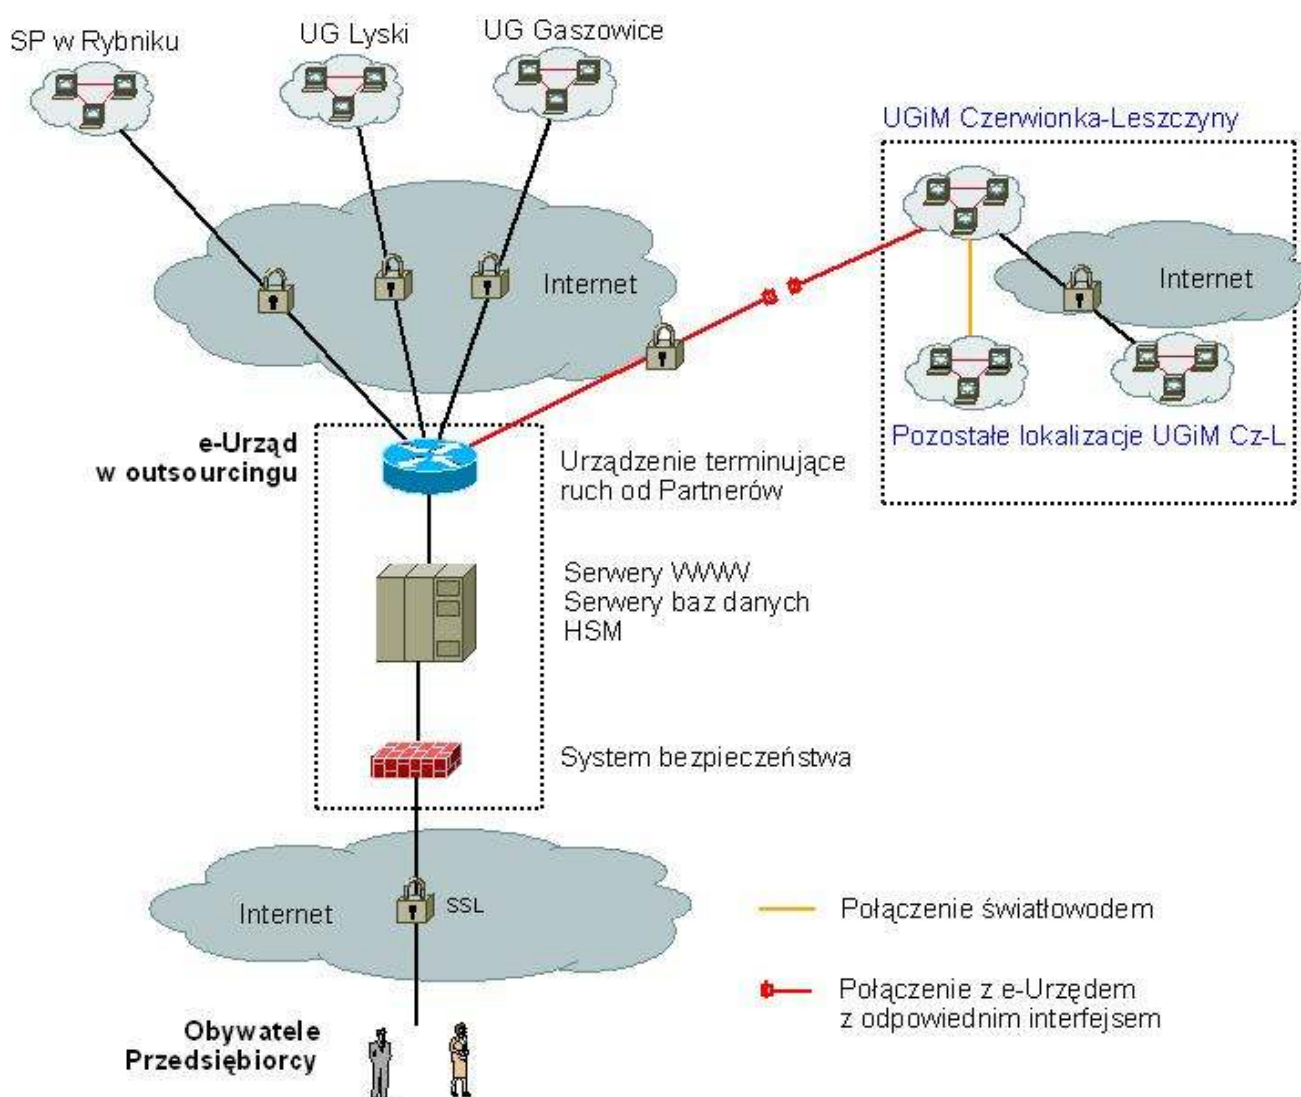 SP w Rybniku
UG Lyski
UG Gaszowice
UGiM Czerwionka-Leszczyny
Internet
Internet
Pozostałe lokalizacje UGiM Cz-L
e-Urząd
w outsourcingu
Urządzenie terminujące
ruch od Partnerów
Serwery WWW
Serwery baz danych
HSM
System bezpieczeństwa
Internet
SSL
Połączenie światłowodem
Połączenie z e-Urzędem
z odpowiednim interfejsem
Obywatele
Przedsiębiorcy